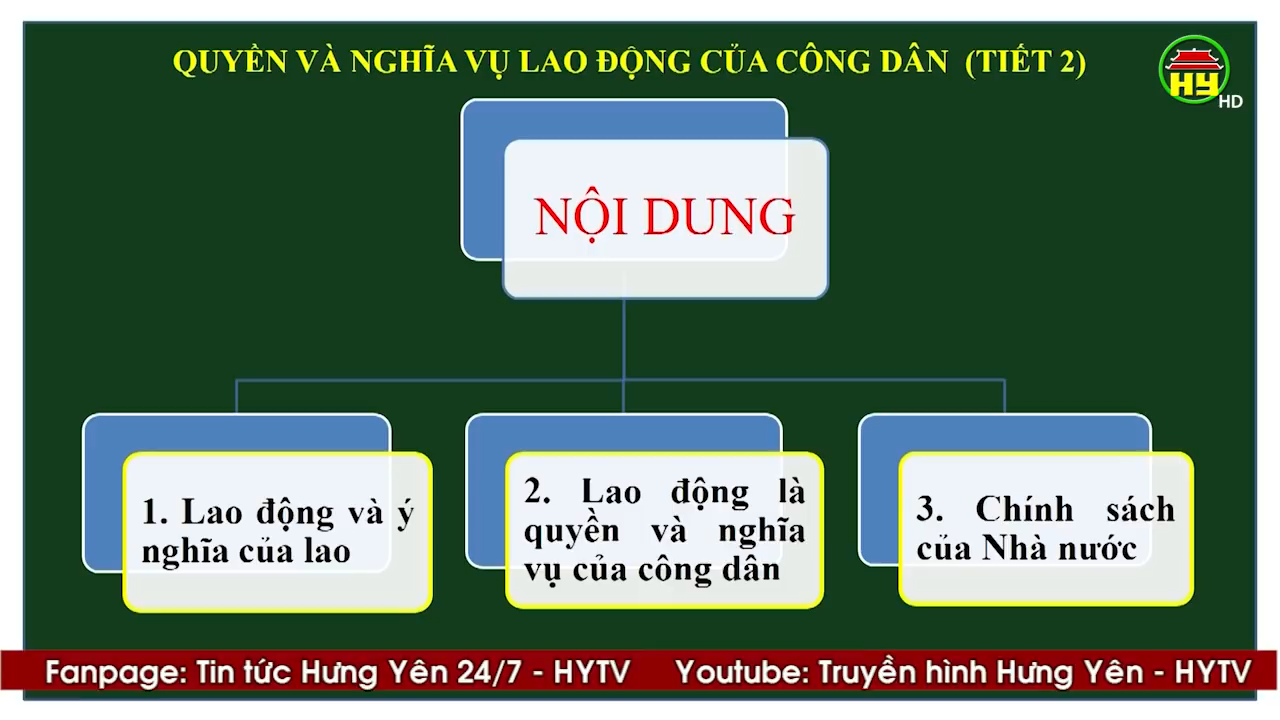 QUYỀN VÀ NGHĨA VỤ LAO ĐỘNG CỦA CÔNG DÂN (TIẾT 2)
HY
HD
NỘI DUNG
1. Lao động và ý
nghĩa của lao
2. Lao động là
quyền và nghĩa
vụ của công dân
3. Chính sách
của Nhà nước
Fanpage: Tin tức Hưng Yên 24/7 - HYTV Youtube: Truyền hình Hưng Yên - HYTV